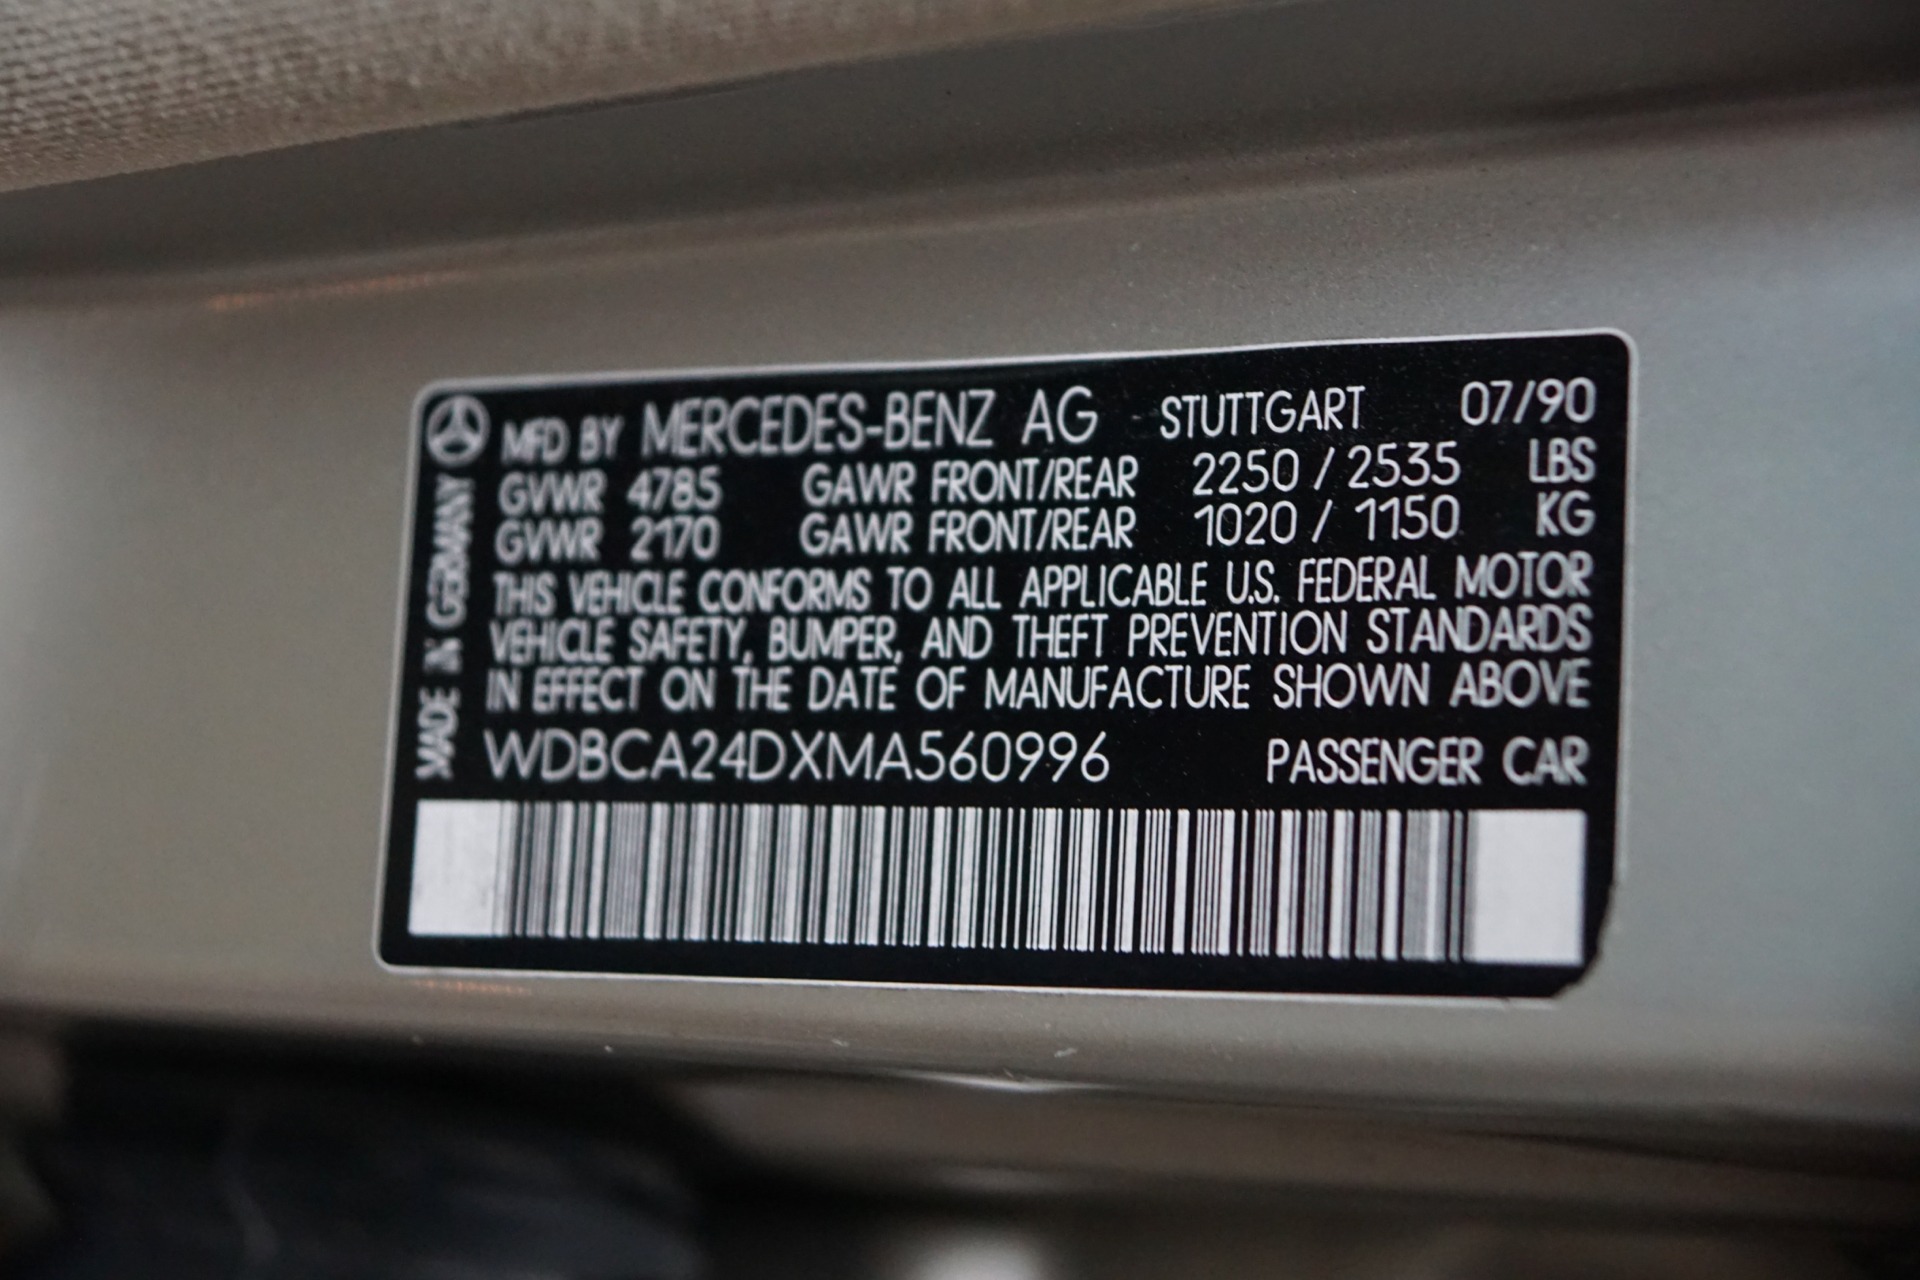 MFD BY MERCEDES-BENZ AG STUTTGART 07/90
GVWR 4785 GAWR FRONT/REAR 2250 / 2535 LBS
GVWR 2170 GAWR FRONT/REAR 1020 / 1150 KG
THIS VEHICLE CONFORMS TO ALL APPLICABLE U.S. FEDERAL MOTOR
VEHICLE SAFETY, BUMPER, AND THEFT PREVENTION STANDARDS
IN EFFECT ON THE DATE OF MANUFACTURE SHOWN ABOVE
WDBCA24DXMA560996 PASSENGER CAR
MADE IN GERMANY